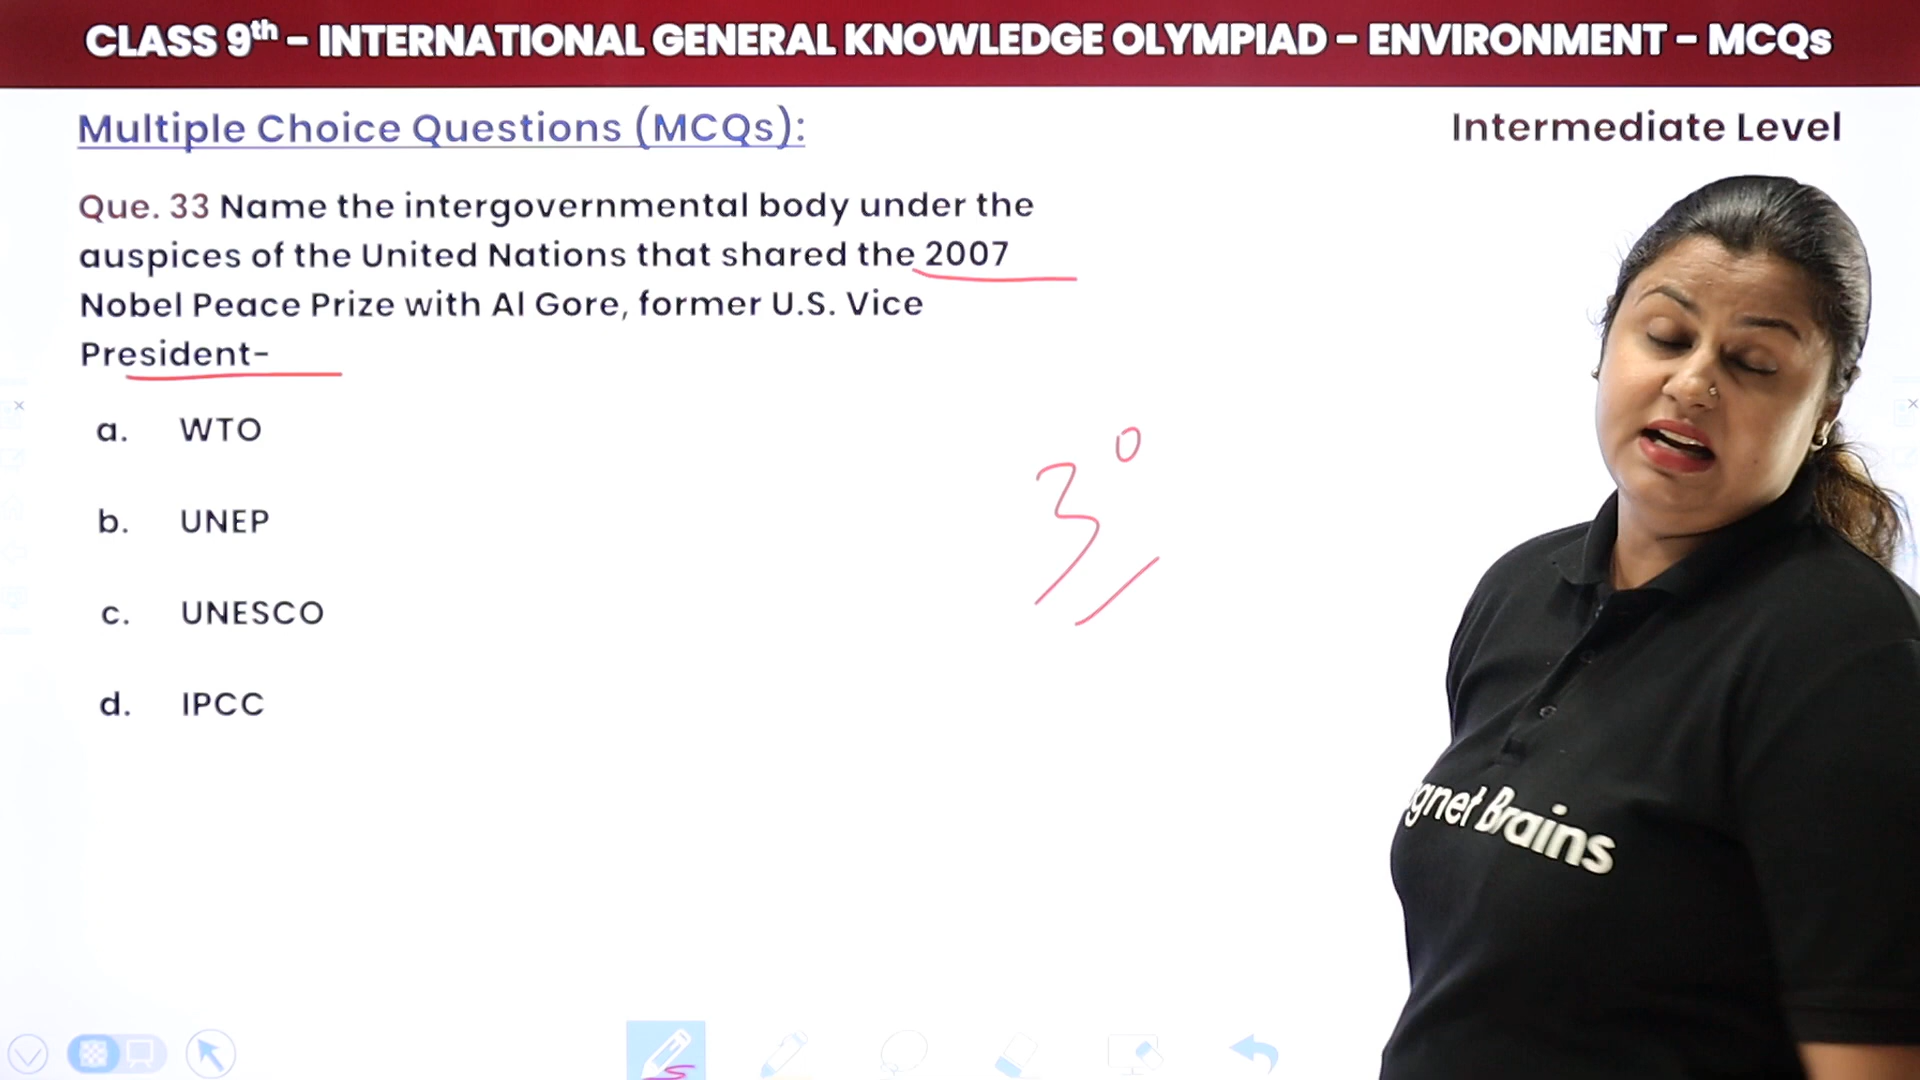 CLASS 9th - INTERNATIONAL GENERAL KNOWLEDGE OLYMPIAD - ENVIRONMENT - MCQs
Multiple Choice Questions (MCQs):
Intermediate Level
Que. 33 Name the intergovernmental body under the
auspices of the United Nations that shared the 2007
Nobel Peace Prize with Al Gore, former U.S. Vice
President-
a. WTO
b. UNEP
c. UNESCO
d. IPCC
3°
gnet Brains